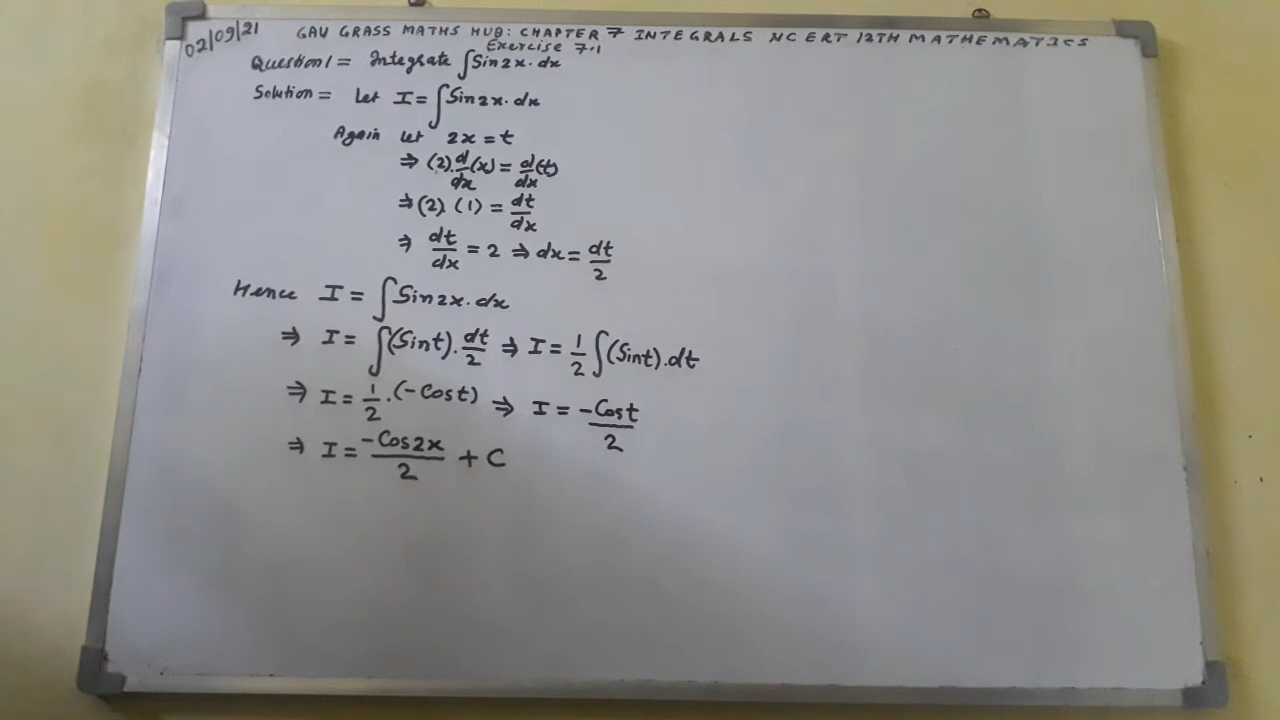 02/09/21
GAV GRASS MATHS HUB: CHAPTER 7 INTEGRALS NCERT 12TH MATHEMATICS
Exercise 7.1
Question 1 = Integrate ∫Sin2x.dx
Solution = Let I = ∫Sin2x.dx
Again let 2x = t
⇒ (2).d/dx(x) = d/dx(t)
⇒ (2).(1) = dt/dx
⇒ dt/dx = 2 ⇒ dx = dt/2
Hence I = ∫Sin2x.dx
⇒ I = ∫(Sint).dt/2 ⇒ I = 1/2 ∫(Sint).dt
⇒ I = 1/2.(-Cost) ⇒ I = -Cost/2
⇒ I = -Cos2x/2 + C